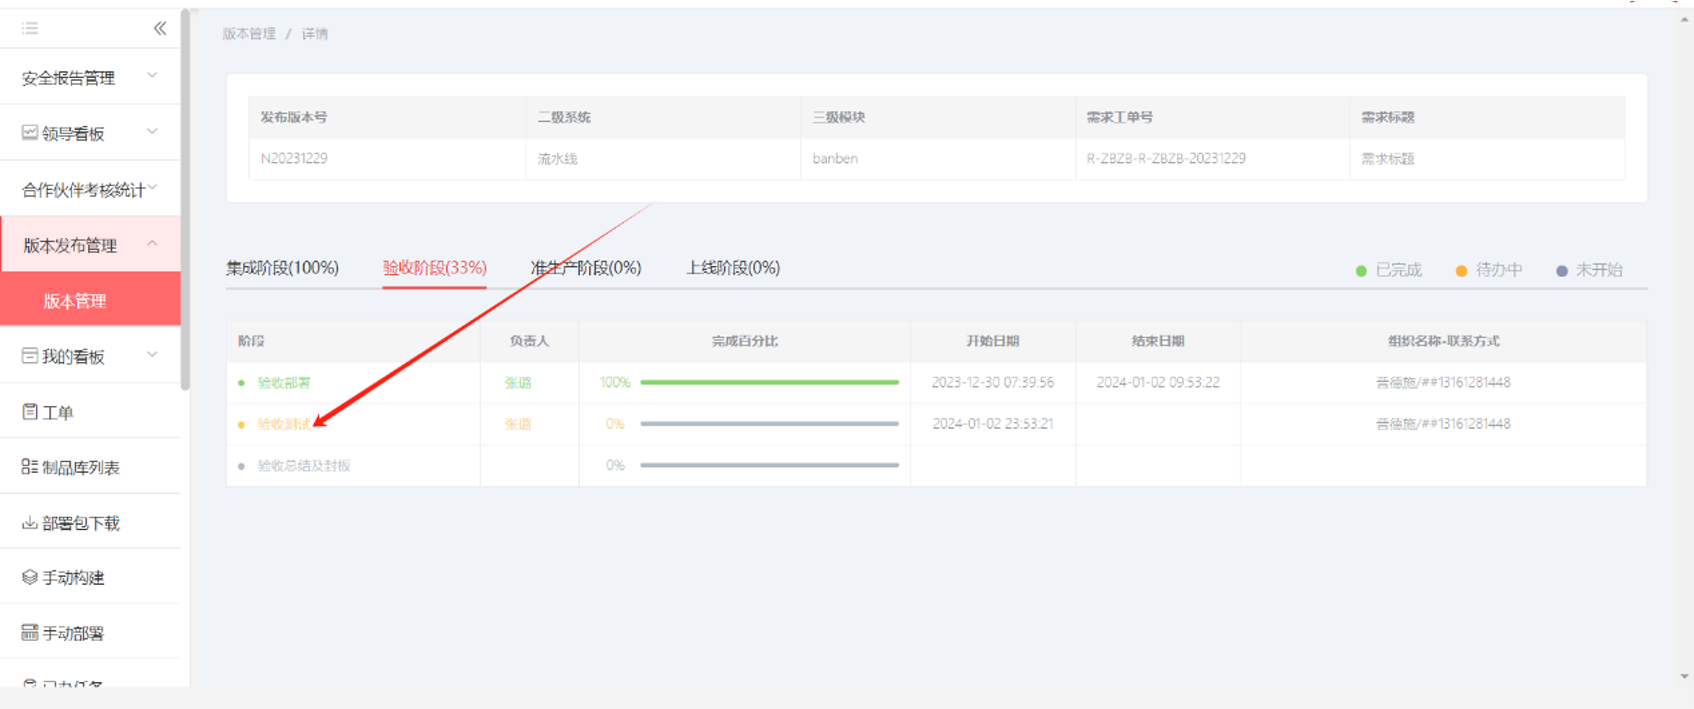 版本管理 / 详情
安全报告管理
领导看板
合作伙伴考核统计
版本发布管理
版本管理
我的看板
工单
制品库列表
部署包下载
手动构建
手动部署
已办任务
发布版本号 二级系统 三级模块 需求工单号 需求标题
N20231229 流水线 banben R-ZBZB-R-ZBZB-20231229 需求标题
集成阶段(100%) 验收阶段(33%) 准生产阶段(0%) 上线阶段(0%) 已完成 待办中 未开始
阶段 负责人 完成百分比 开始日期 结束日期 组织名称-联系方式
验收部署 张璐 100% 2023-12-30 07:39:56 2024-01-02 09:53:22 普德施/##13161281448
验收测试 张璐 0% 2024-01-02 23:53:21 普德施/##13161281448
验收总结及封板 0%